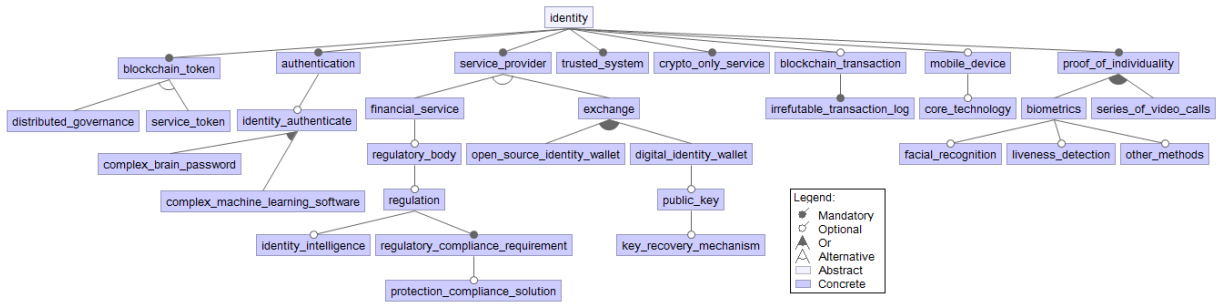 identity
blockchain_token authentication service_provider trusted_system crypto_only_service blockchain_transaction mobile_device proof_of_individuality
distributed_governance service_token identity_authenticate financial_service exchange irrefutable_transaction_log core_technology biometrics series_of_video_calls
complex_brain_password regulatory_body open_source_identity_wallet digital_identity_wallet facial_recognition liveness_detection other_methods
complex_machine_learning_software regulation public_key
identity_intelligence regulatory_compliance_requirement key_recovery_mechanism
protection_compliance_solution
Legend:
Mandatory
Optional
Or
Alternative
Abstract
Concrete